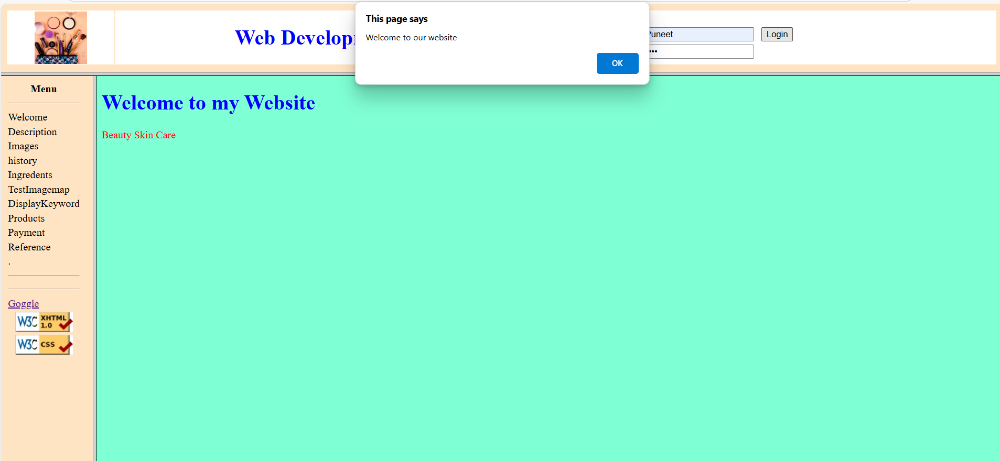 This page says
Welcome to our website
OK
Web Develop
Puneet
Login
•••
Menu
Welcome
Description
Images
history
Ingredents
TestImagemap
DisplayKeyword
Products
Payment
Reference
.
Goggle
W3C XHTML 1.0
W3C CSS
Welcome to my Website
Beauty Skin Care